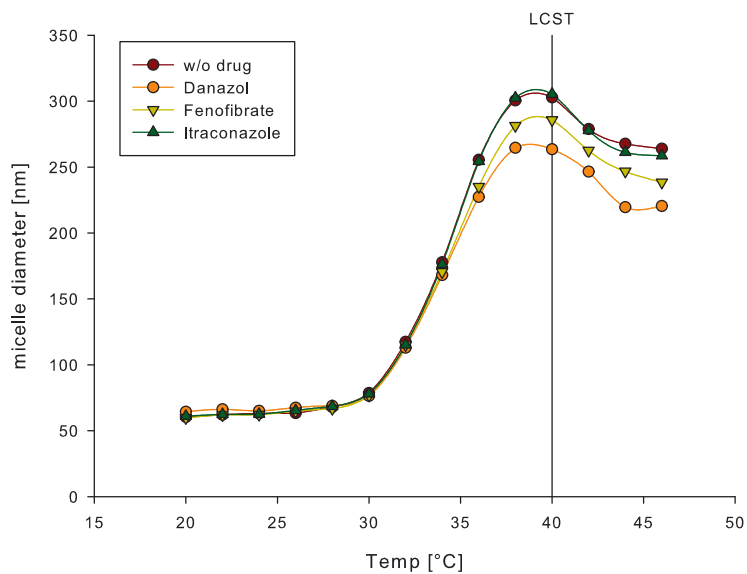 LCST
350
300
250
200
150
100
50
0
micelle diameter [nm]
w/o drug
Danazol
Fenofibrate
Itraconazole
15 20 25 30 35 40 45 50
Temp [°C]